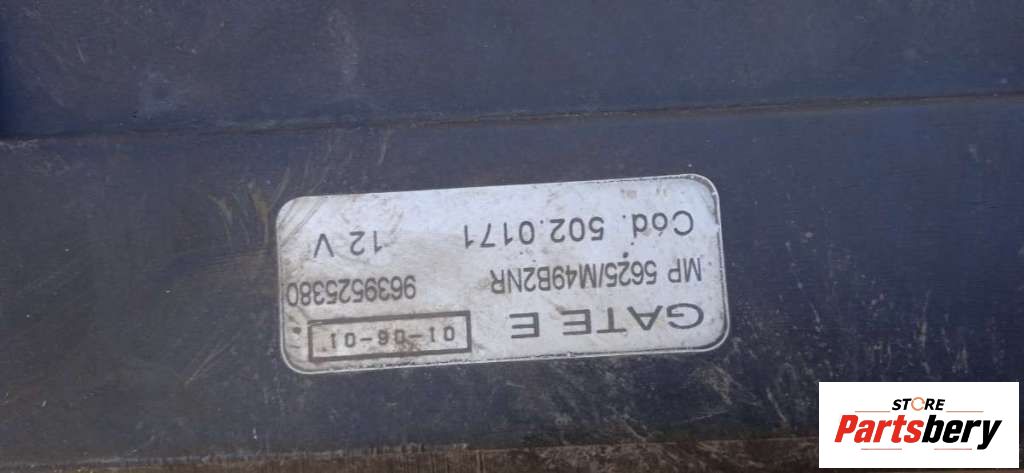 GATE E 01-06-01
MP 5625/M49B2NR 9639525380
Cód. 502.0171 12 V
STORE
Partsbery